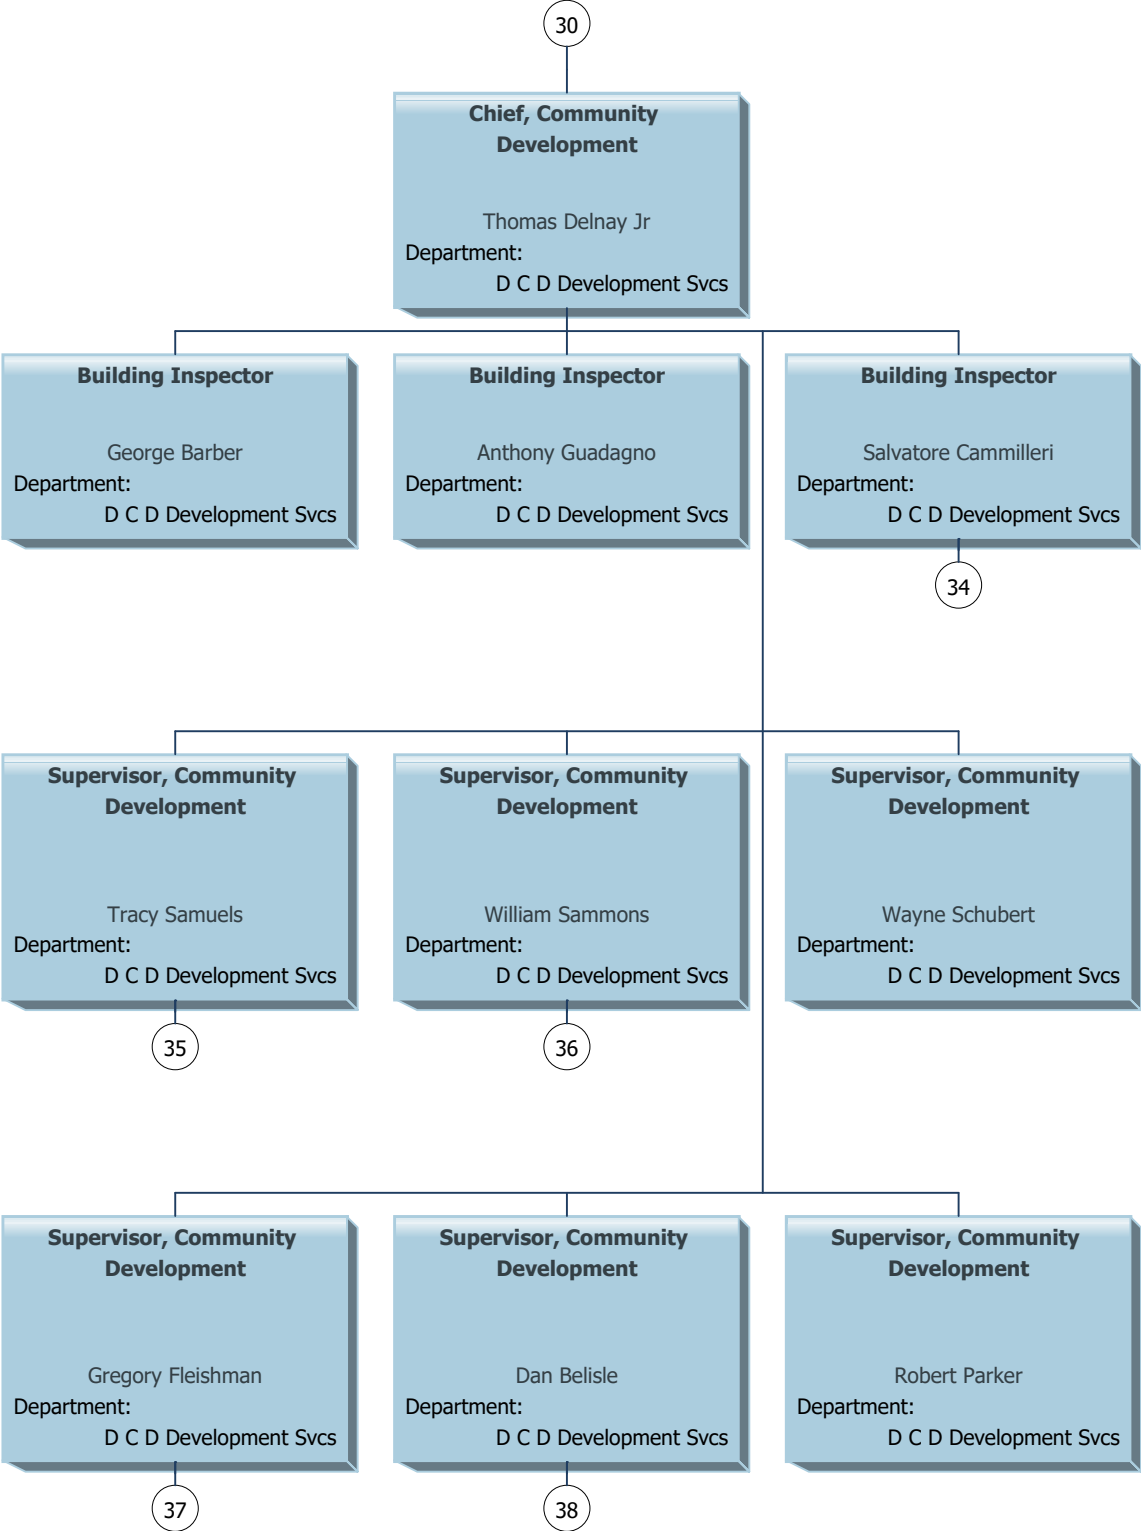 30
Chief, Community
Development
Thomas Delnay Jr
Department:
D C D Development Svcs
Building Inspector
George Barber
Department:
D C D Development Svcs
Building Inspector
Anthony Guadagno
Department:
D C D Development Svcs
Building Inspector
Salvatore Cammilleri
Department:
D C D Development Svcs
34
Supervisor, Community
Development
Tracy Samuels
Department:
D C D Development Svcs
35
Supervisor, Community
Development
William Sammons
Department:
D C D Development Svcs
36
Supervisor, Community
Development
Wayne Schubert
Department:
D C D Development Svcs
Supervisor, Community
Development
Gregory Fleishman
Department:
D C D Development Svcs
37
Supervisor, Community
Development
Dan Belisle
Department:
D C D Development Svcs
38
Supervisor, Community
Development
Robert Parker
Department:
D C D Development Svcs